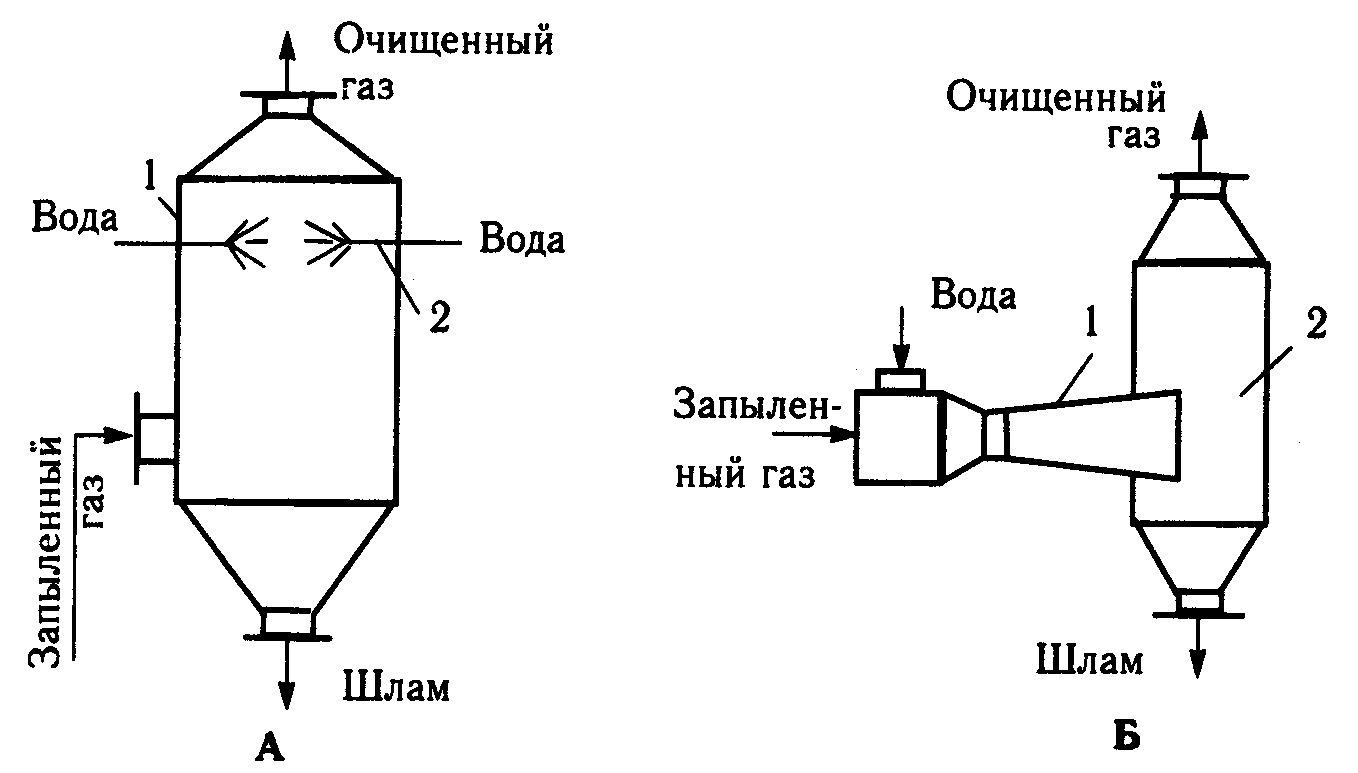 Очищенный
газ
1
Вода
Вода
2
Запыленный
газ
Шлам
А
Очищенный
газ
Вода
1
2
Запылен-
ный газ
Шлам
Б